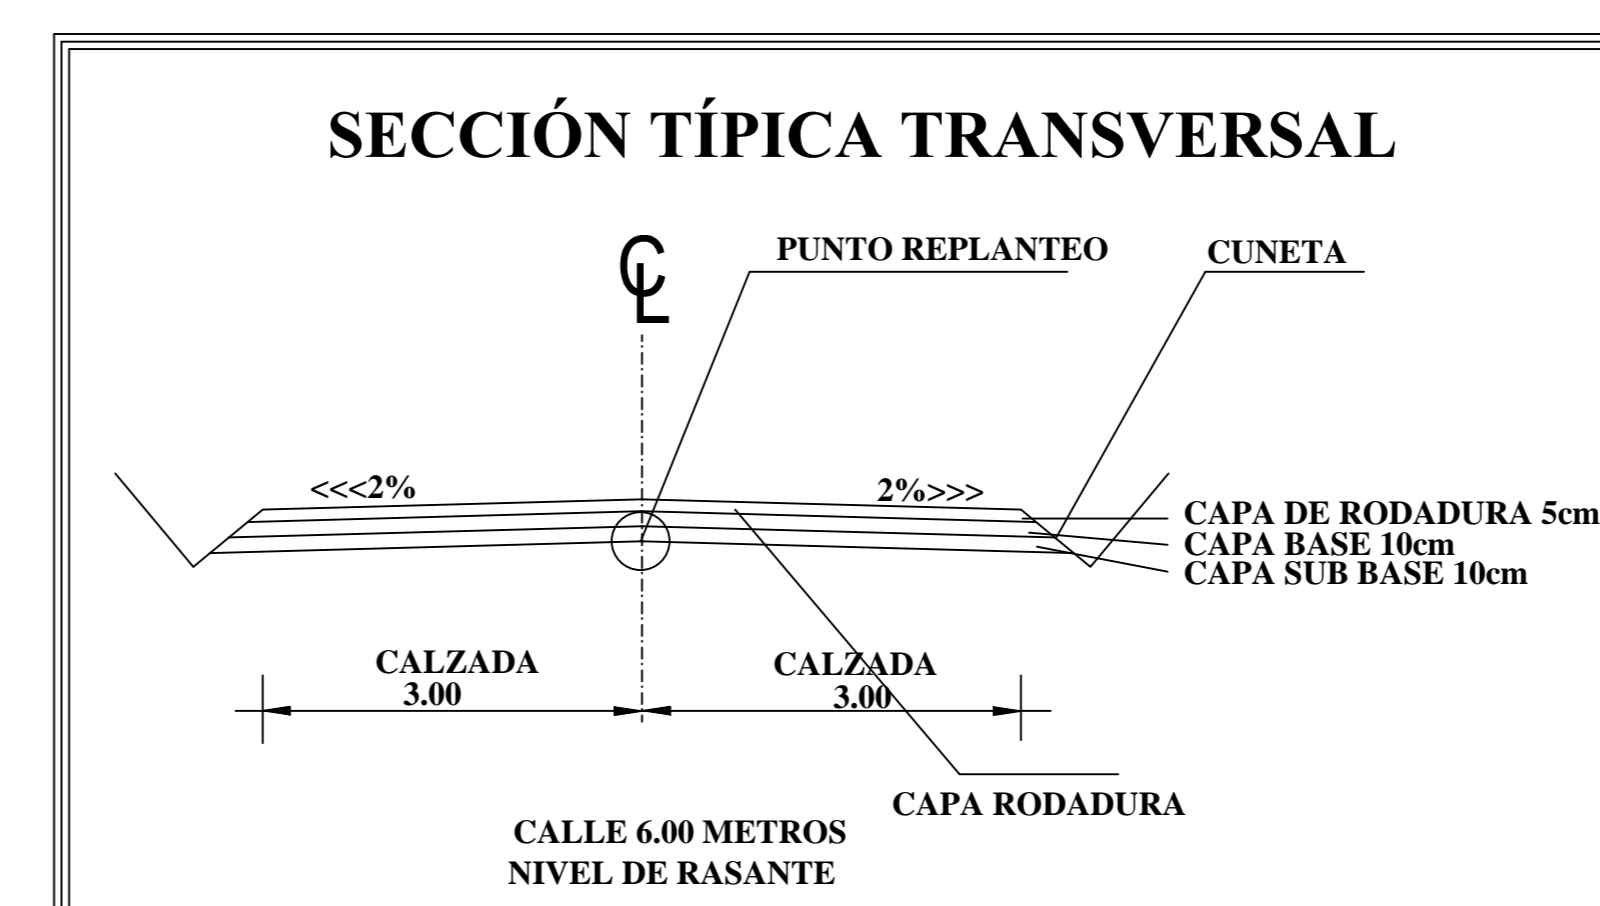 SECCIÓN TÍPICA TRANSVERSAL
CL
PUNTO REPLANTEO
CUNETA
<<<2%
2%>>>
CAPA DE RODADURA 5cm
CAPA BASE 10cm
CAPA SUB BASE 10cm
CALZADA
3.00
CALZADA
3.00
CAPA RODADURA
CALLE 6.00 METROS
NIVEL DE RASANTE